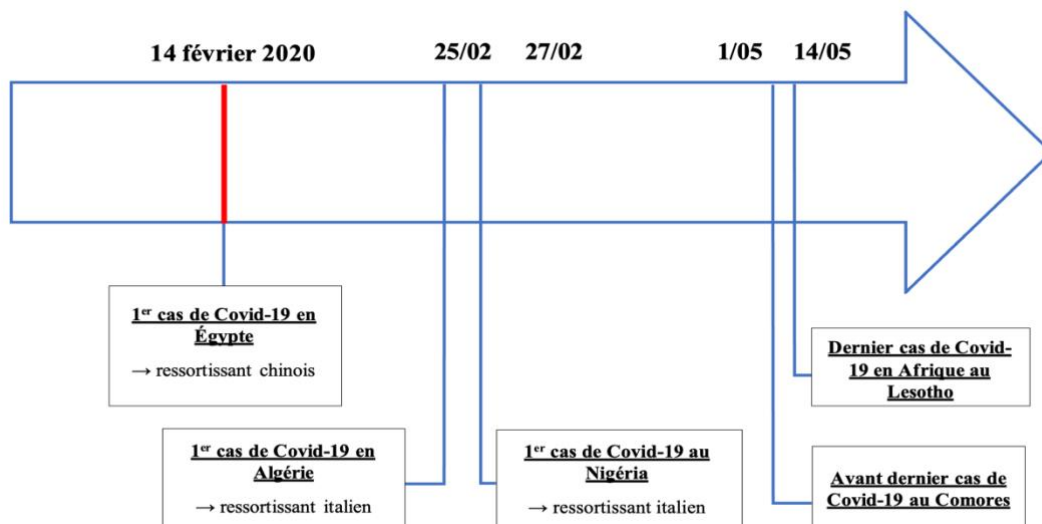 14 février 2020 25/02 27/02 1/05 14/05
1er cas de Covid-19 en
Égypte
→ ressortissant chinois
Dernier cas de Covid-
19 en Afrique au
Lesotho
1er cas de Covid-19 en
Algérie
→ ressortissant italien
1er cas de Covid-19 au
Nigéria
→ ressortissant italien
Avant dernier cas de
Covid-19 au Comores